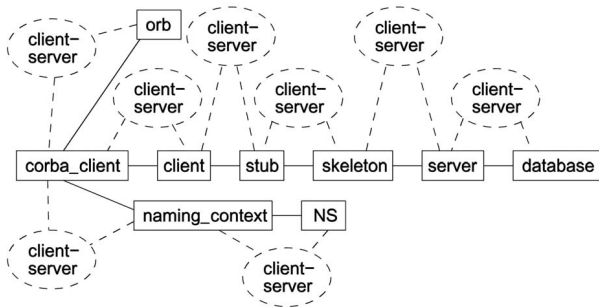 orb
client-
server
client-
server
client-
server
client-
server
client-
server
client-
server
corba_client
client
stub
skeleton
server
database
naming_context
NS
client-
server
client-
server